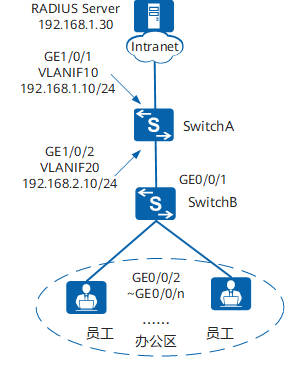 RADIUS Server
192.168.1.30
Intranet
GE1/0/1
VLANIF10
192.168.1.10/24
S
SwitchA
GE1/0/2
VLANIF20
192.168.2.10/24
GE0/0/1
S
SwitchB
GE0/0/2
~GE0/0/n
员工
......
办公区
员工